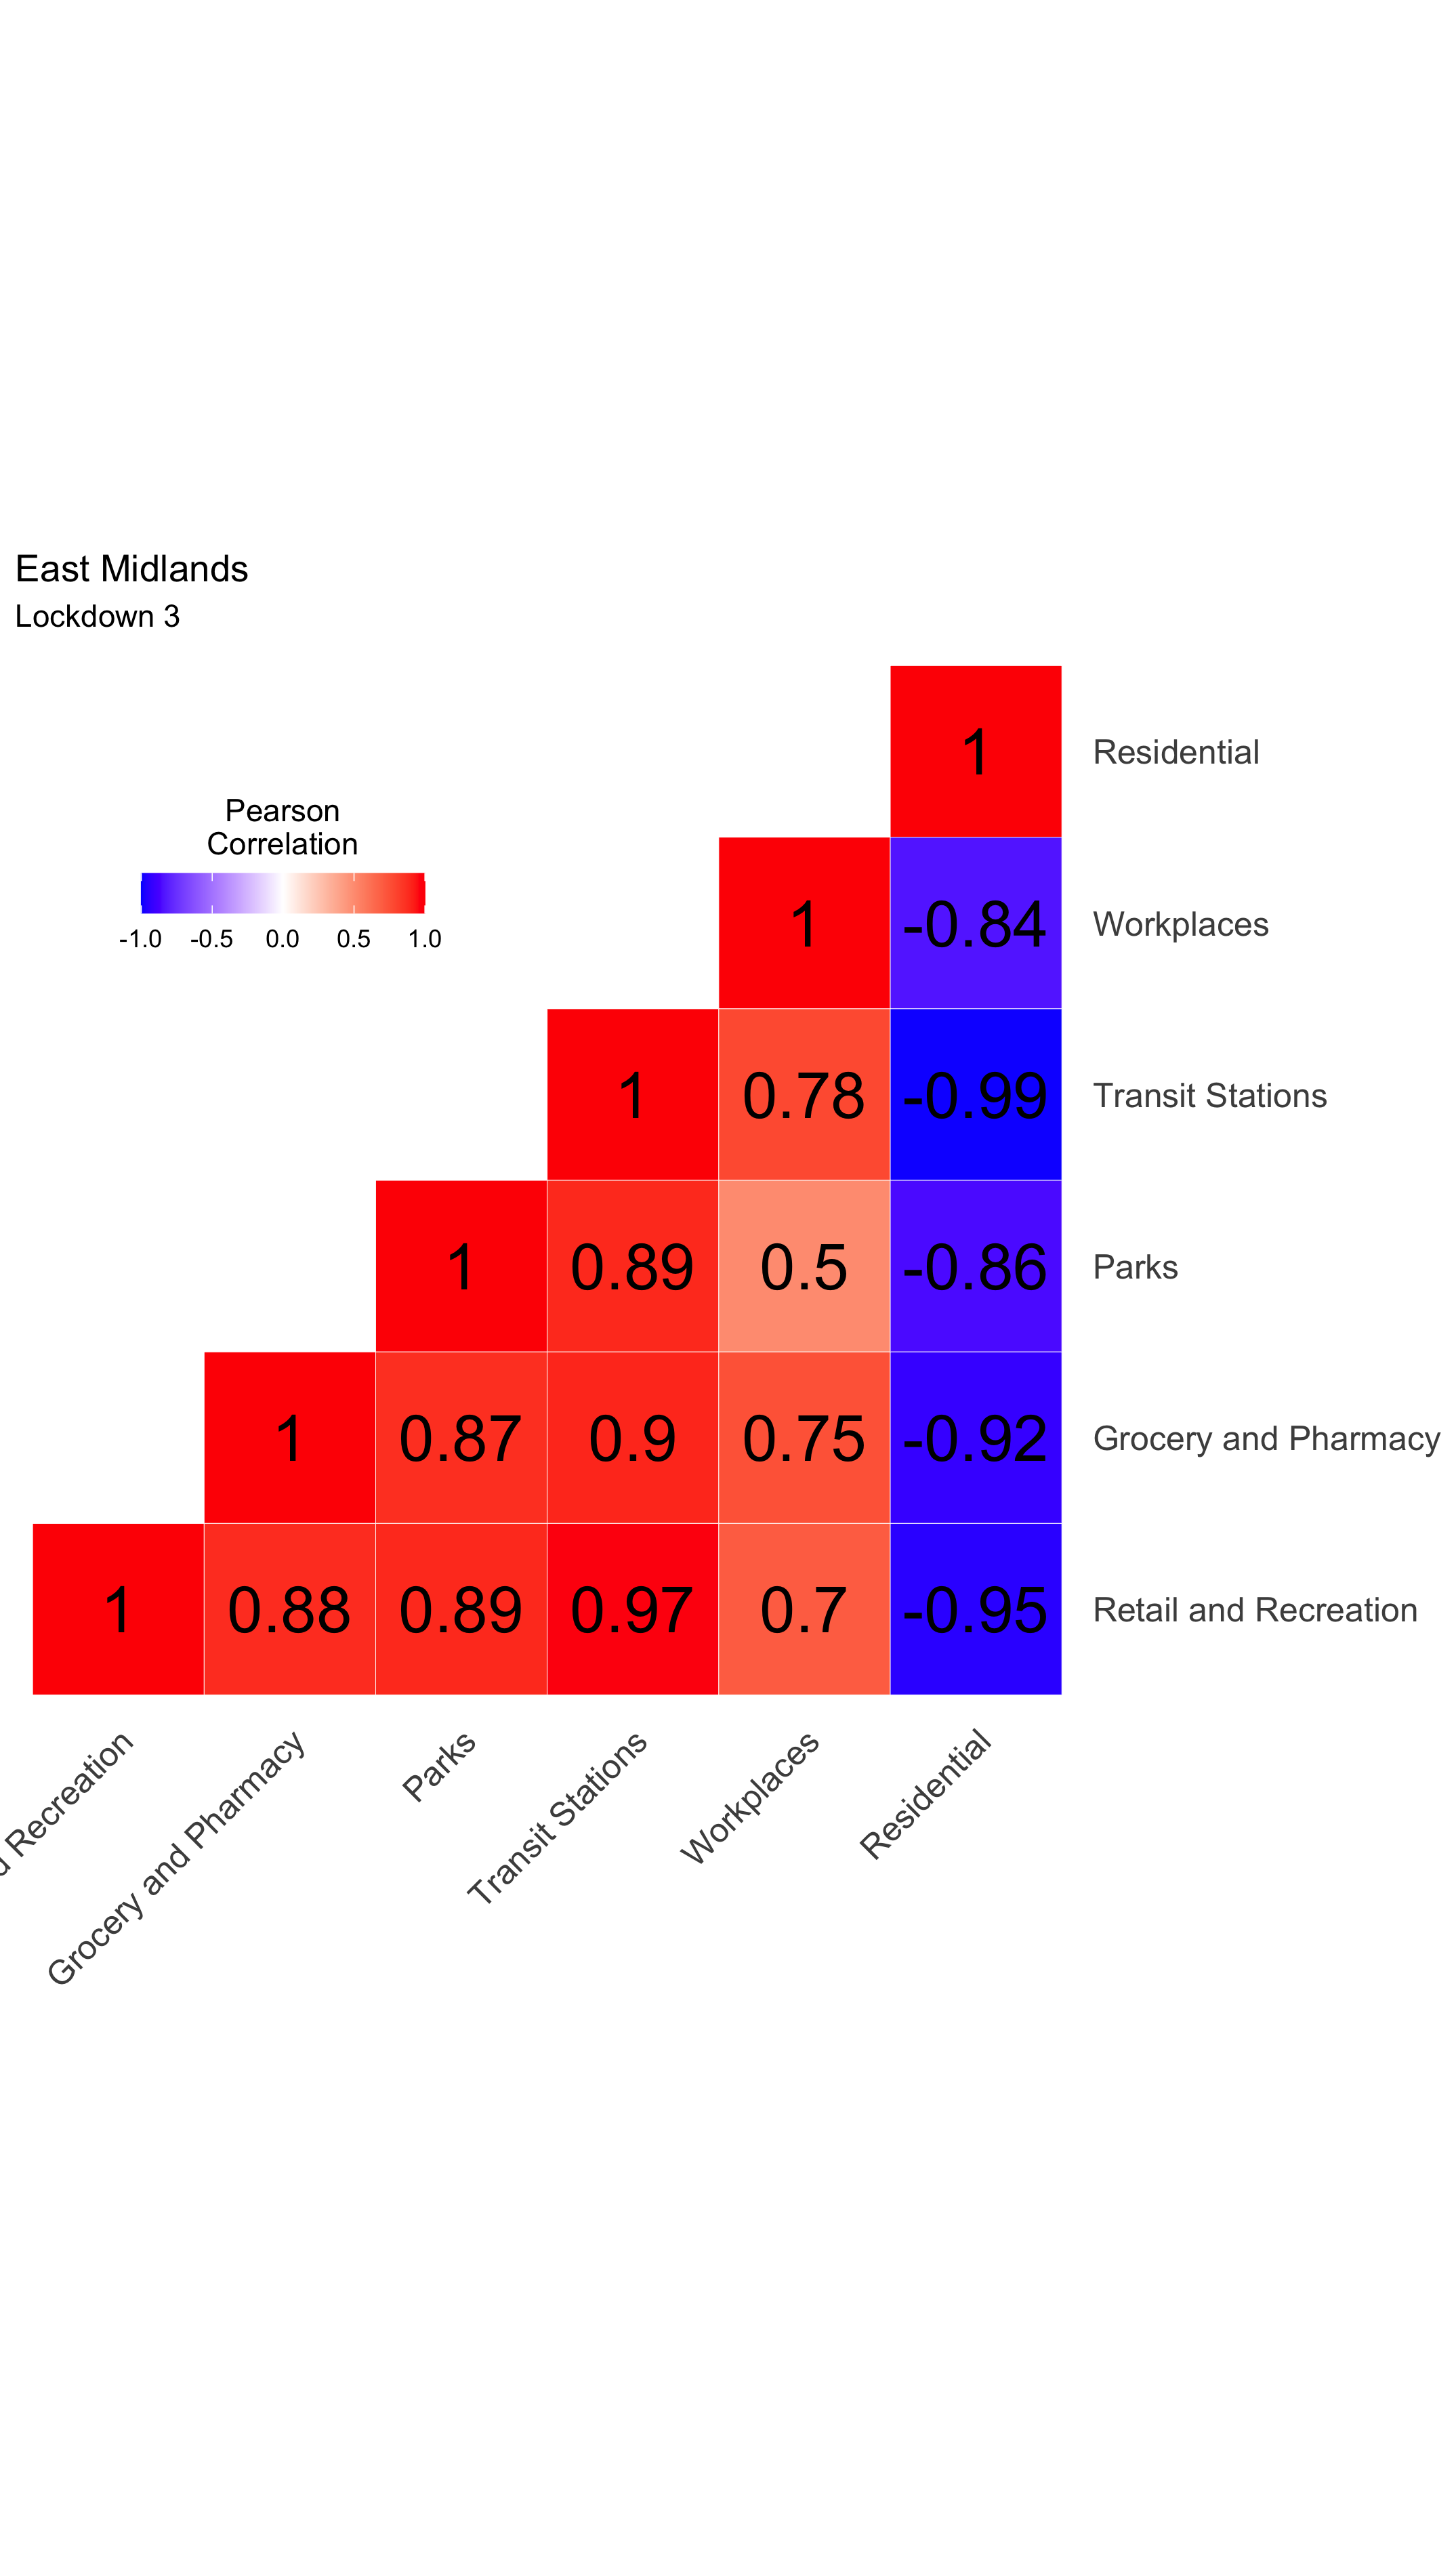 East Midlands
Lockdown 3
Pearson
Correlation
-1.0 -0.5 0.0 0.5 1.0
1 Residential
1 -0.84 Workplaces
1 0.78 -0.99 Transit Stations
1 0.89 0.5 -0.86 Parks
1 0.87 0.9 0.75 -0.92 Grocery and Pharmacy
1 0.88 0.89 0.97 0.7 -0.95 Retail and Recreation
Recreation
Grocery and Pharmacy
Parks
Transit Stations
Workplaces
Residential